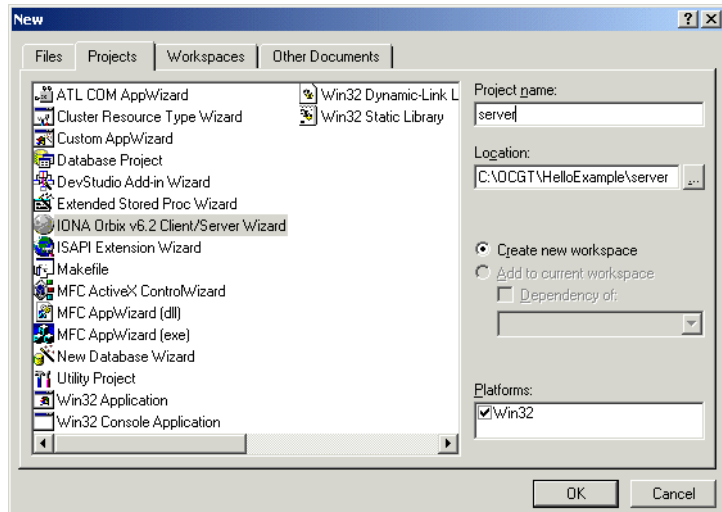 New
Files
Projects
Workspaces
Other Documents
ATL COM AppWizard
Cluster Resource Type Wizard
Custom AppWizard
Database Project
DevStudio Add-in Wizard
Extended Stored Proc Wizard
IONA Orbix v6.2 Client/Server Wizard
ISAPI Extension Wizard
Makefile
MFC ActiveX ControlWizard
MFC AppWizard (dll)
MFC AppWizard (exe)
New Database Wizard
Utility Project
Win32 Application
Win32 Console Application
Win32 Dynamic-Link L
Win32 Static Library
Project name:
server
Location:
C:\OCGT\HelloExample\server
...
Create new workspace
Add to current workspace
Dependency of:
Platforms:
Win32
OK
Cancel